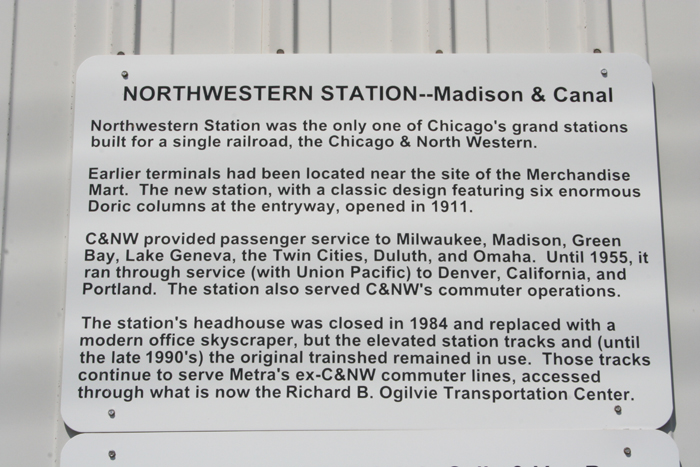 NORTHWESTERN STATION--Madison & Canal
Northwestern Station was the only one of Chicago's grand stations
built for a single railroad, the Chicago & North Western.
Earlier terminals had been located near the site of the Merchandise
Mart. The new station, with a classic design featuring six enormous
Doric columns at the entryway, opened in 1911.
C&NW provided passenger service to Milwaukee, Madison, Green
Bay, Lake Geneva, the Twin Cities, Duluth, and Omaha. Until 1955, it
ran through service (with Union Pacific) to Denver, California, and
Portland. The station also served C&NW's commuter operations.
The station's headhouse was closed in 1984 and replaced with a
modern office skyscraper, but the elevated station tracks and (until
the late 1990's) the original trainshed remained in use. Those tracks
continue to serve Metra's ex-C&NW commuter lines, accessed
through what is now the Richard B. Ogilvie Transportation Center.